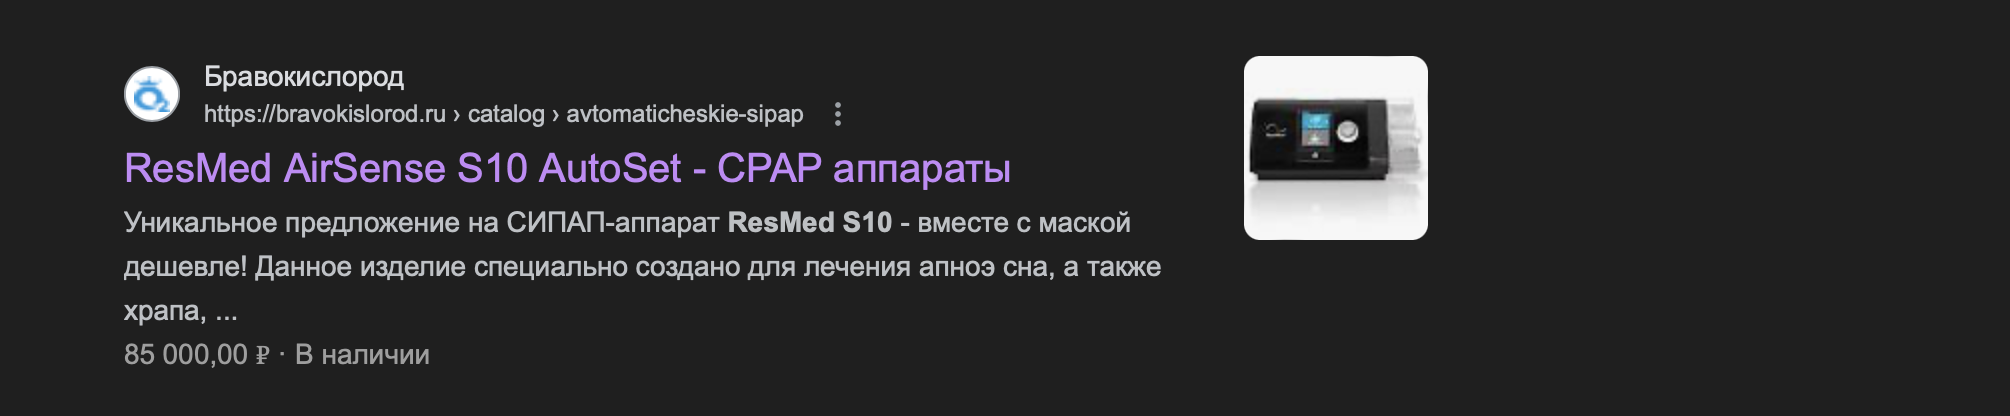 Бравокислород
https://bravokislorod.ru › catalog › avtomaticheskie-sipap
ResMed AirSense S10 AutoSet - CPAP аппараты
Уникальное предложение на СИПАП-аппарат ResMed S10 - вместе с маской
дешевле! Данное изделие специально создано для лечения апноэ сна, а также
храпа, ...
85 000,00 ₽ · В наличии